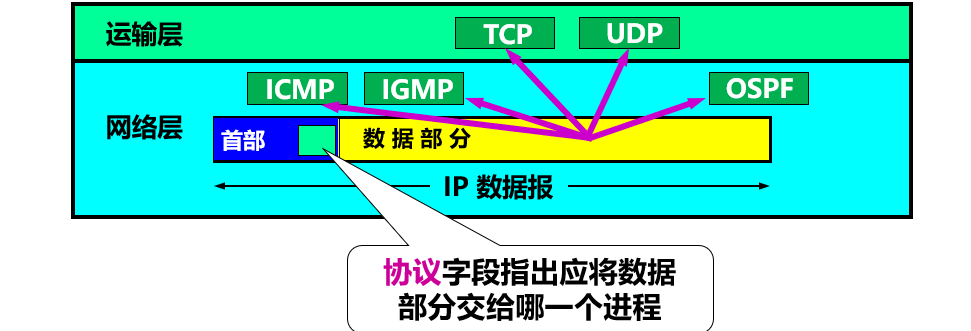 运输层
TCP
UDP
ICMP
IGMP
OSPF
网络层
首部
数据部分
IP 数据报
协议字段指出应将数据
部分交给哪一个进程